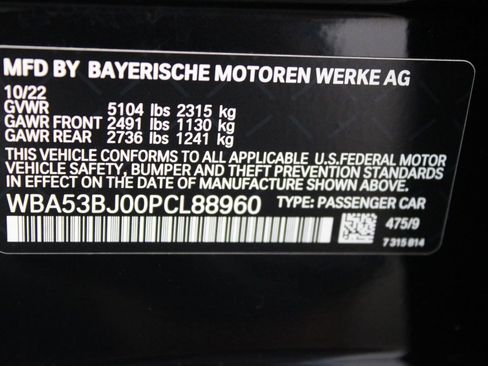 MFD BY BAYERISCHE MOTOREN WERKE AG
10/22
GVWR 5104 lbs 2315 kg
GAWR FRONT 2491 lbs 1130 kg
GAWR REAR 2736 lbs 1241 kg
THIS VEHICLE CONFORMS TO ALL APPLICABLE U.S.FEDERAL MOTOR
VEHICLE SAFETY, BUMPER AND THEFT PREVENTION STANDARDS IN
EFFECT ON THE DATE OF MANUFACTURE SHOWN ABOVE.
WBA53BJ00PCL88960 TYPE: PASSENGER CAR
475/9
7 315 814